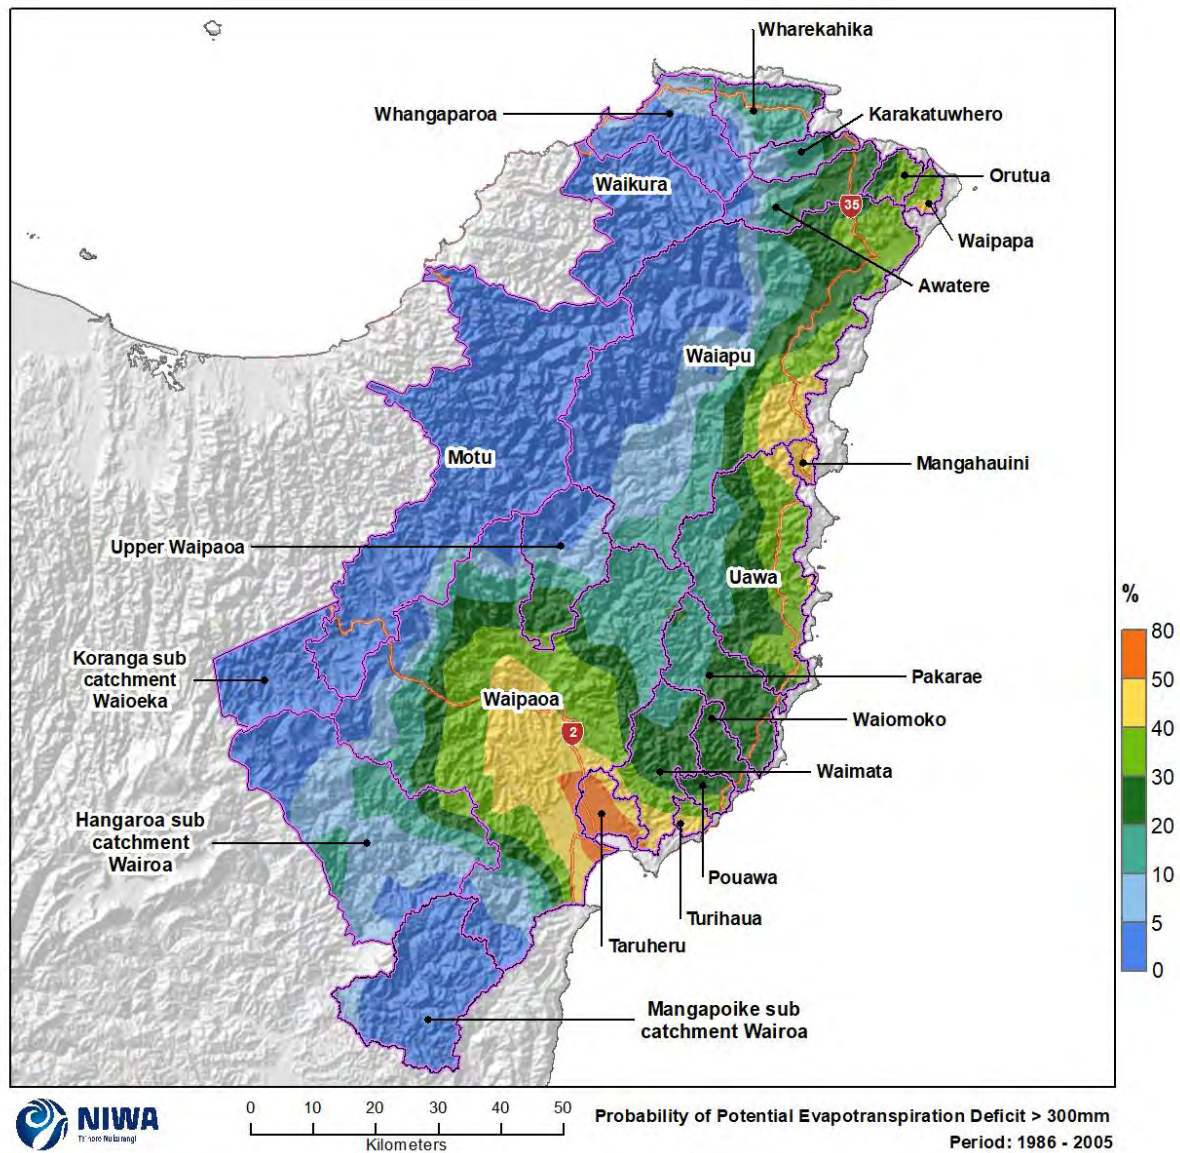 Wharekahika
Whangaparoa
Karakatuwhero
Waikura
Orutua
35
Waipapa
Awatere
Waiapu
Motu
Mangahauini
Upper Waipaoa
Uawa
%
80
50
40
30
20
10
5
0
Koranga sub
catchment
Waioeka
Pakarae
Waipaoa
Waiomoko
2
Waimata
Hangaroa sub
catchment
Wairoa
Pouawa
Turihaua
Taruheru
Mangapoike sub
catchment Wairoa
NIWA
Taihoro Nukurangi
0 10 20 30 40 50
Kilometers
Probability of Potential Evapotranspiration Deficit > 300mm
Period: 1986 - 2005